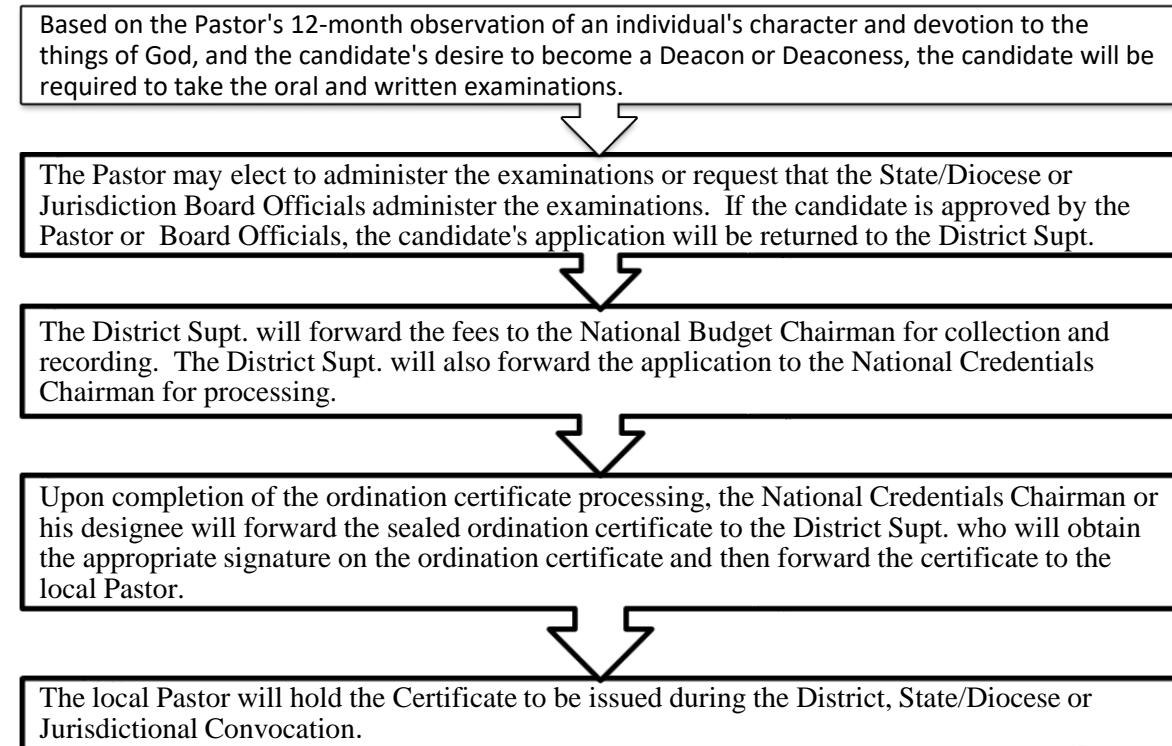 Based on the Pastor's 12-month observation of an individual's character and devotion to the
things of God, and the candidate's desire to become a Deacon or Deaconess, the candidate will be
required to take the oral and written examinations.
The Pastor may elect to administer the examinations or request that the State/Diocese or
Jurisdiction Board Officials administer the examinations.  If the candidate is approved by the
Pastor or  Board Officials, the candidate's application will be returned to the District Supt.
The District Supt. will forward the fees to the National Budget Chairman for collection and
recording.  The District Supt. will also forward the application to the National Credentials
Chairman for processing.
Upon completion of the ordination certificate processing, the National Credentials Chairman or
his designee will forward the sealed ordination certificate to the District Supt. who will obtain
the appropriate signature on the ordination certificate and then forward the certificate to the
local Pastor.
The local Pastor will hold the Certificate to be issued during the District, State/Diocese or
Jurisdictional Convocation.